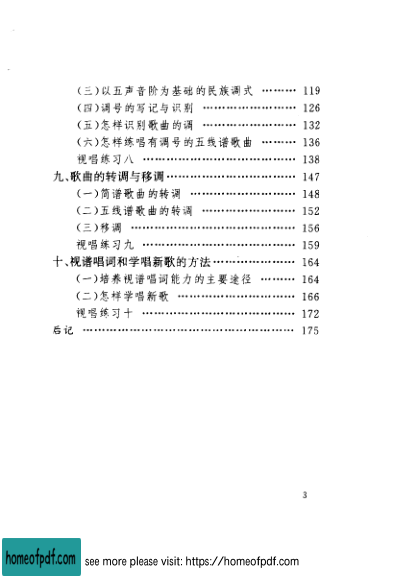 (三)以五声音阶为基础的民族调式 ……… 119
(四)调号的写记与识别 ……………… 126
(五)怎样识别歌曲的调 ……………… 132
(六)怎样练唱有调号的五线谱歌曲 ……… 136
视唱练习八 ………………………… 138
九、歌曲的转调与移调…………………… 147
(一)简谱歌曲的转调 ………………… 148
(二)五线谱歌曲的转调 ……………… 152
(三)移调 ………………………… 156
视唱练习九 ………………………… 159
十、视谱唱词和学唱新歌的方法……………… 164
(一)培养视谱唱词能力的主要途径 ……… 164
(二)怎样学唱新歌 ………………… 166
视唱练习十 ………………………… 172
后记 ………………………………… 175
3
homeofpdf.com see more please visit: https://homeofpdf.com